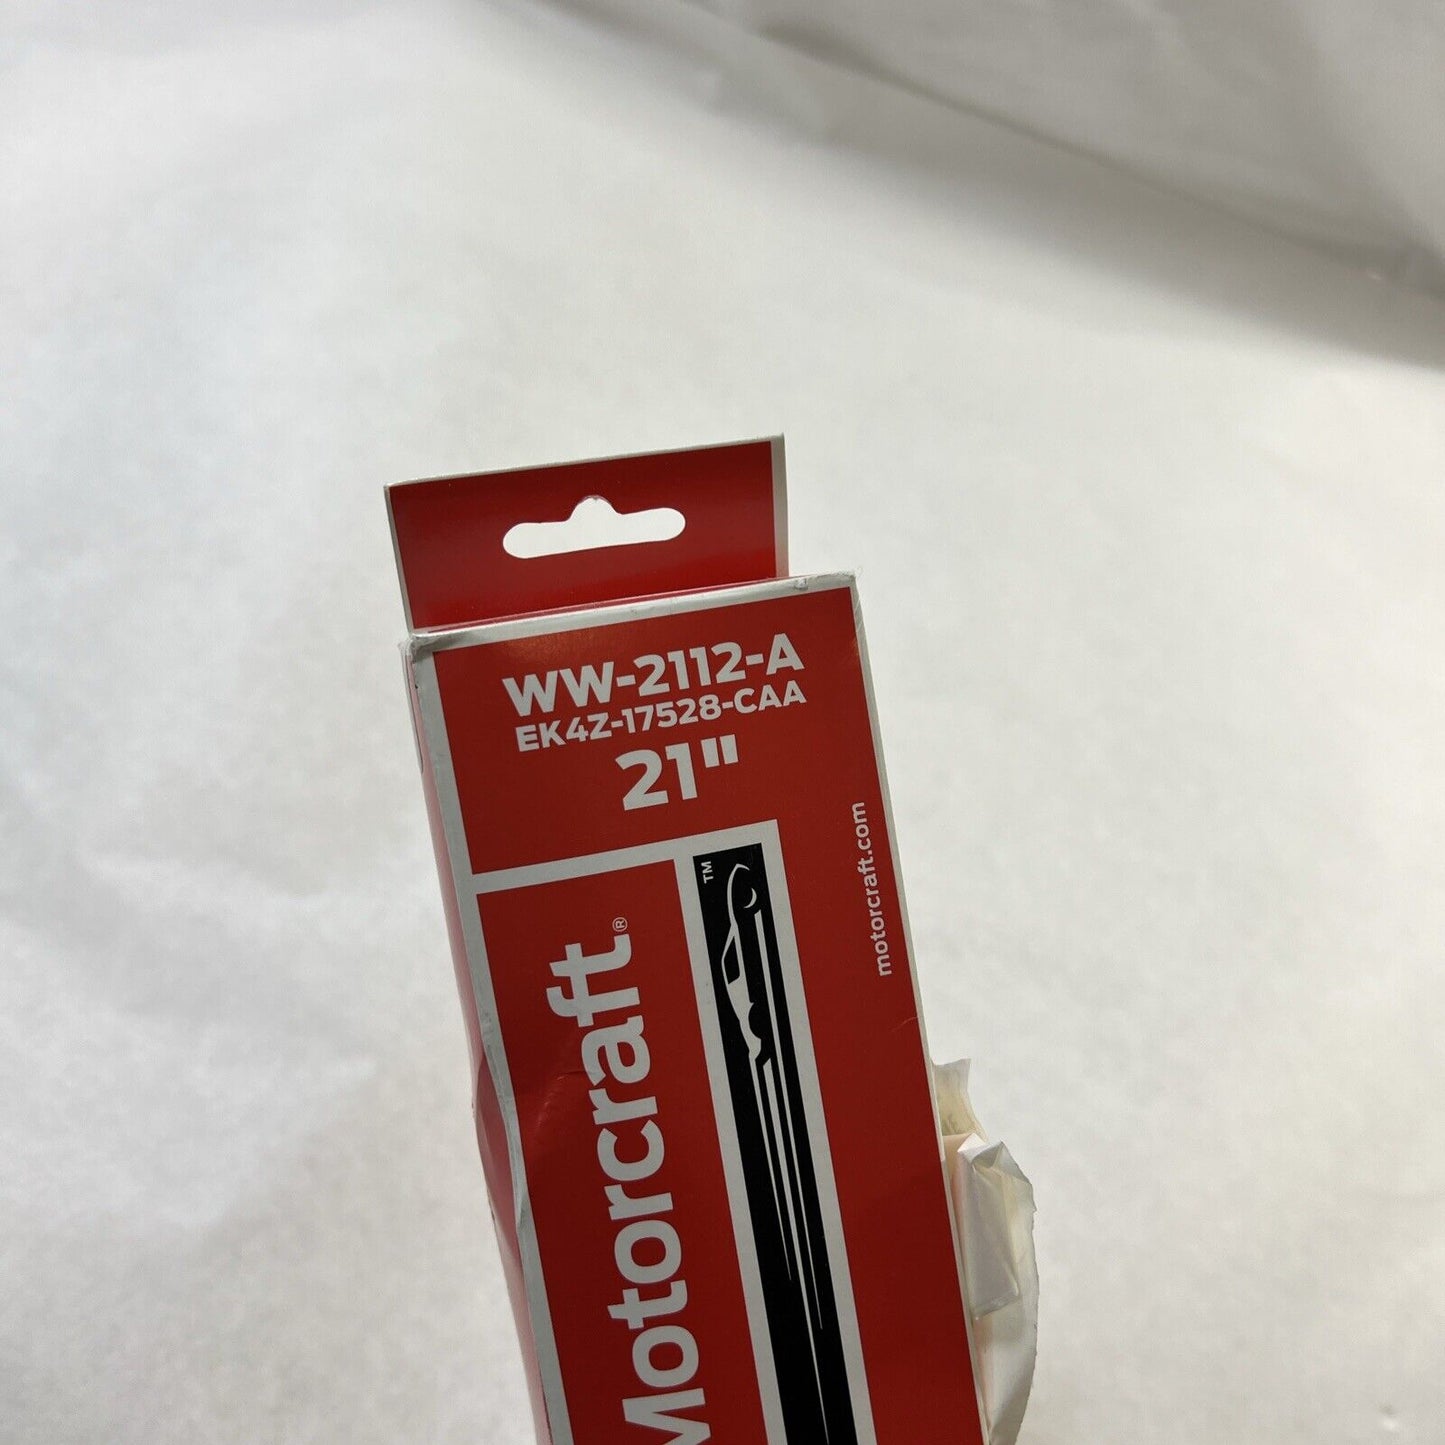 WW-2112-A
EK4Z-17528-CAA
21"
motorcraft.com
TM
Motorcraft®